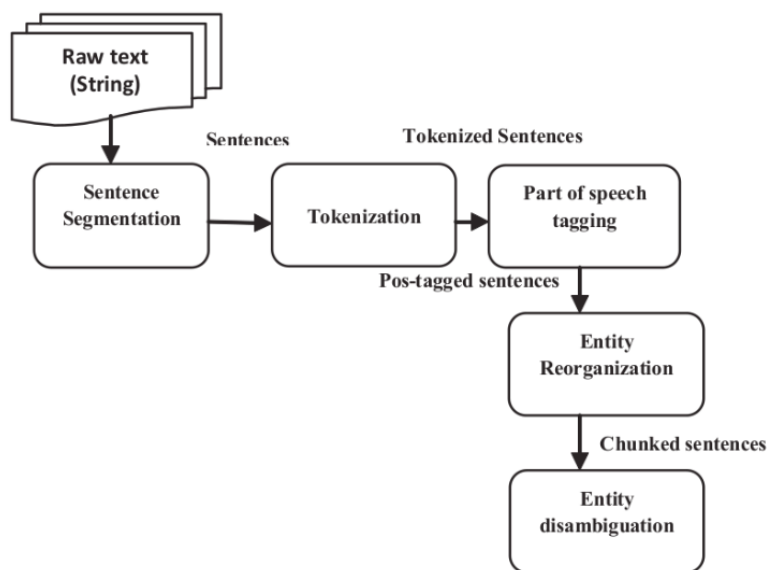 Raw text
(String)
Sentences
Tokenized Sentences
Sentence
Segmentation
Tokenization
Part of speech
tagging
Pos-tagged sentences
Entity
Reorganization
Chunked sentences
Entity
disambiguation